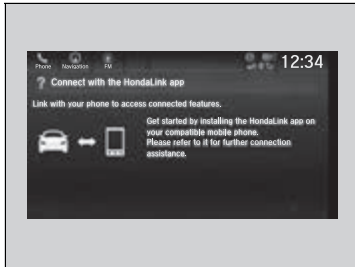 Phone Navigation FM 12:34
? Connect with the HondaLink app
Link with your phone to access connected features.
Get started by installing the HondaLink app on
your compatible mobile phone.
Please refer to it for further connection
assistance.